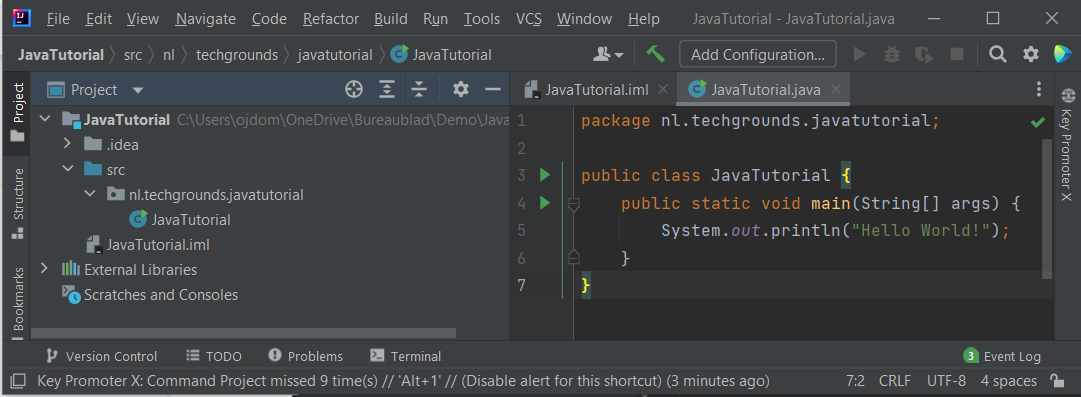 File Edit View Navigate Code Refactor Build Run Tools VCS Window Help JavaTutorial - JavaTutorial.java
JavaTutorial src nl techgrounds javatutorial JavaTutorial Add Configuration...
Project
Structure
Bookmarks
Project
JavaTutorial C:\Users\ojdom\OneDrive\Bureaublad\Demo\Java
.idea
src
nl.techgrounds.javatutorial
JavaTutorial
JavaTutorial.iml
External Libraries
Scratches and Consoles
JavaTutorial.iml JavaTutorial.java
1 package nl.techgrounds.javatutorial;
2
3 public class JavaTutorial {
4 public static void main(String[] args) {
5 System.out.println("Hello World!");
6 }
7 }
Key Promoter X
Version Control TODO Problems Terminal 3 Event Log
Key Promoter X: Command Project missed 9 time(s) // 'Alt+1' // (Disable alert for this shortcut) (3 minutes ago) 7:2 CRLF UTF-8 4 spaces